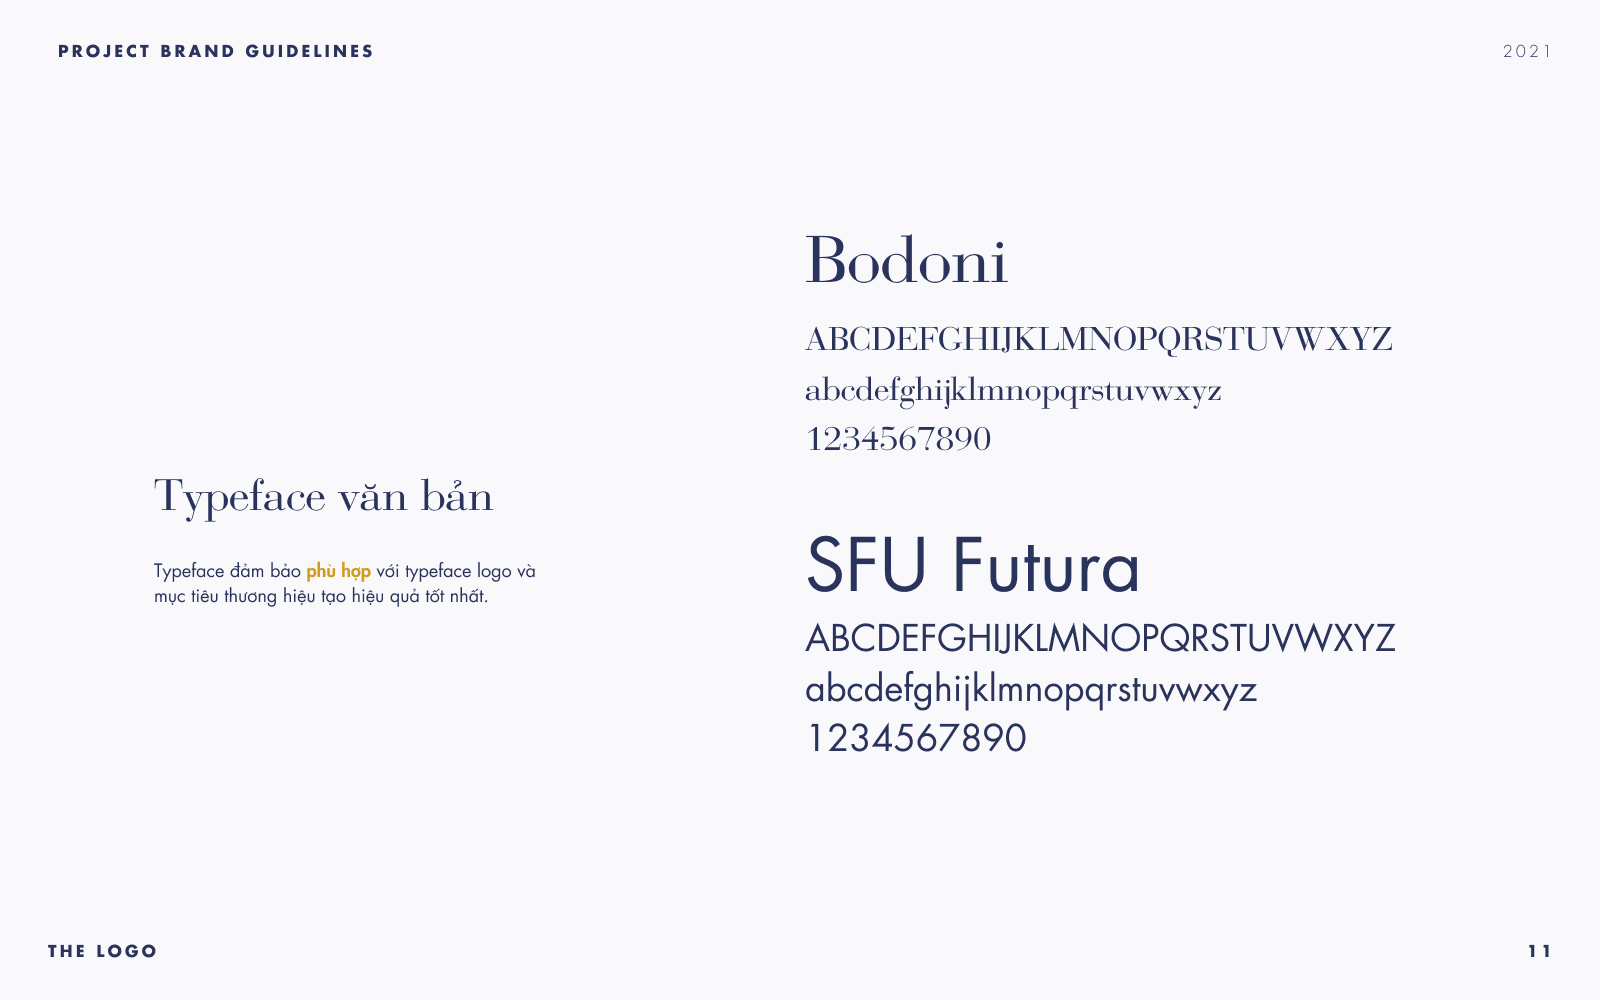 PROJECT BRAND GUIDELINES
2021
Typeface văn bản
Typeface đảm bảo phù hợp với typeface logo và
mục tiêu thương hiệu tạo hiệu quả tốt nhất.
Bodoni
ABCDEFGHIJKLMNOPQRSTUVWXYZ
abcdefghijklmnopqrstuvwxyz
1234567890
SFU Futura
ABCDEFGHIJKLMNOPQRSTUVWXYZ
abcdefghijklmnopqrstuvwxyz
1234567890
THE LOGO
11